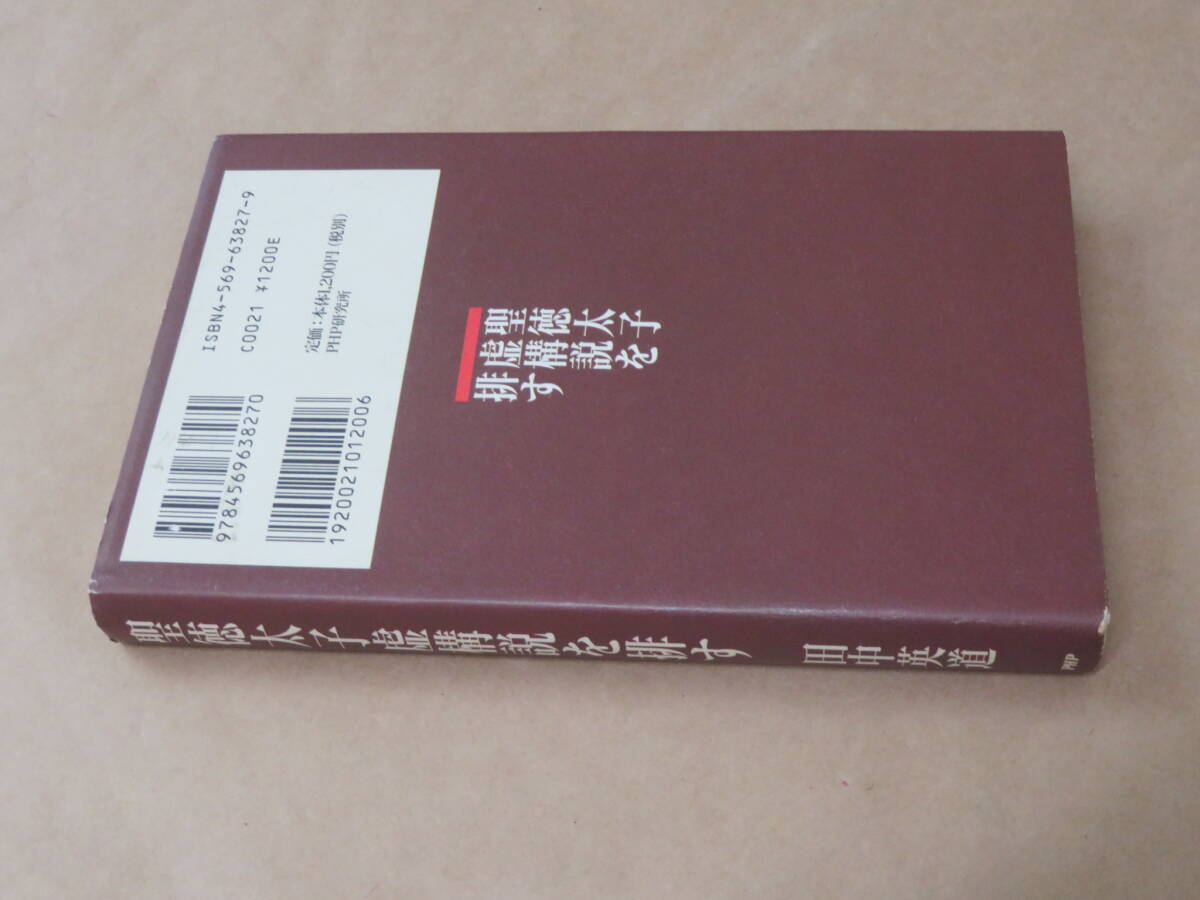 ISBN4-569-63827-9
C0021 ¥1200E
定価：本体1,200円（税別）
PHP研究所
9784569638270
1920021012006
聖徳太子
虚構説を
排す
聖徳太子虚構説を排す 田中英道
PHP